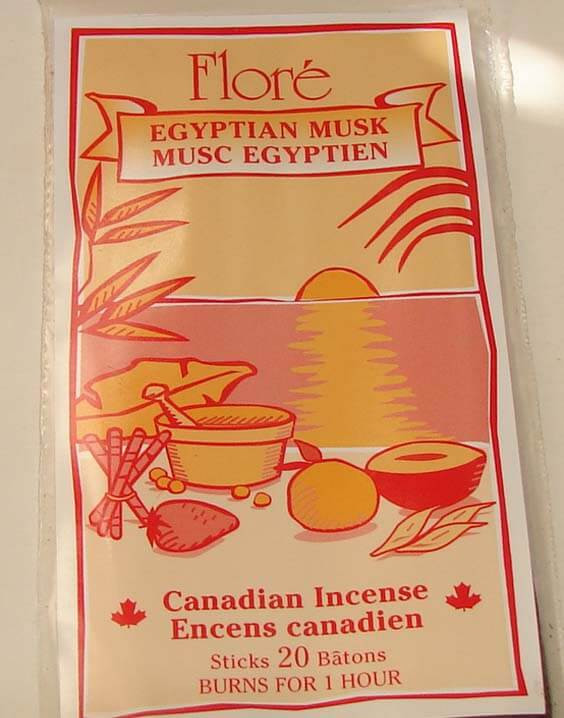 Floré
EGYPTIAN MUSK
MUSC EGYPTIEN
Canadian Incense
Encens canadien
Sticks 20 Bâtons
BURNS FOR 1 HOUR